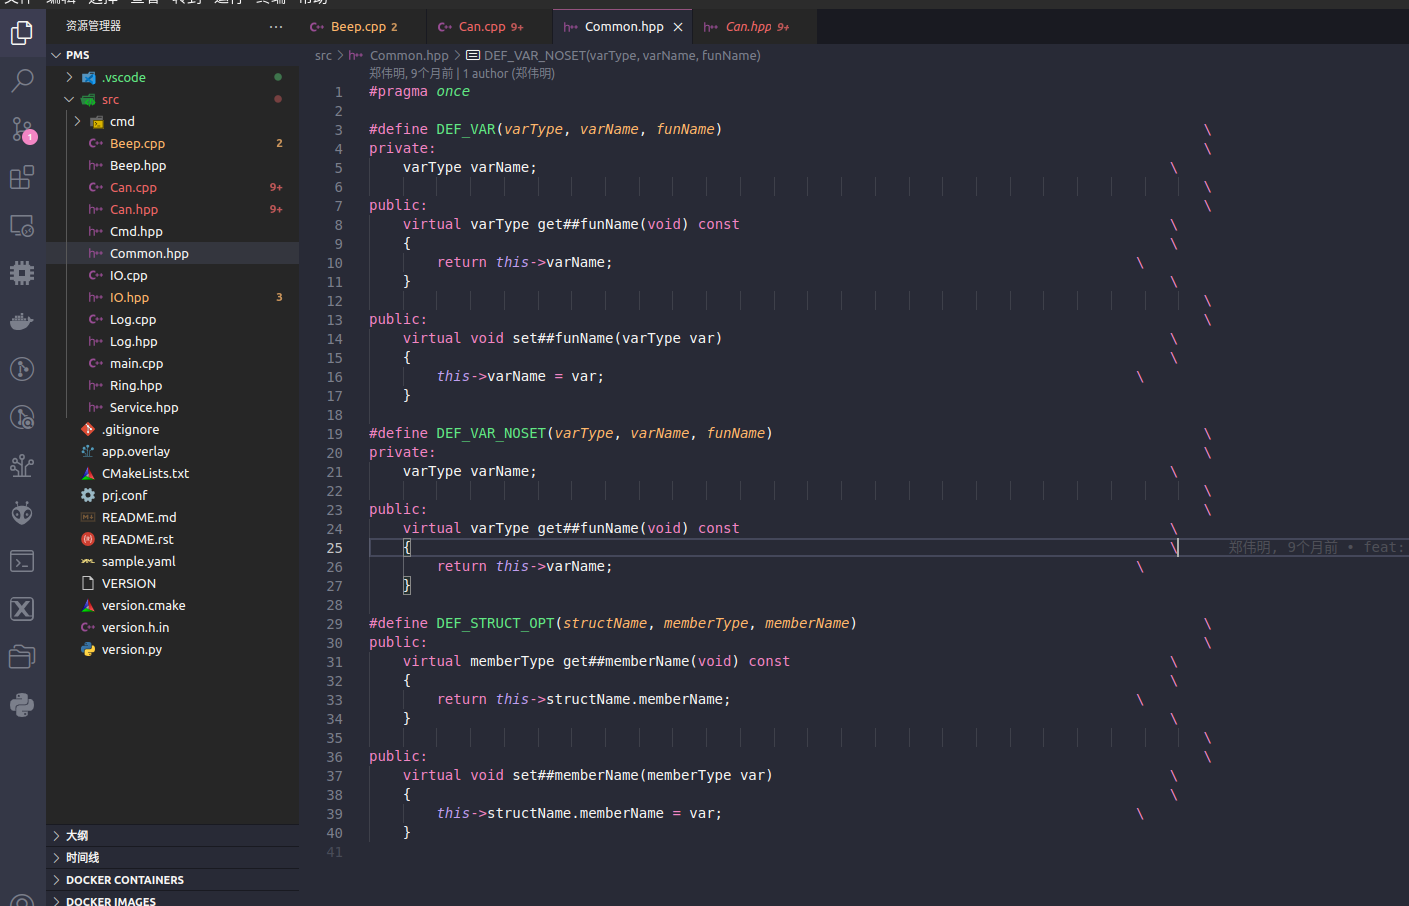 资源管理器
PMS
.vscode
src
cmd
Beep.cpp 2
Beep.hpp
Can.cpp 9+
Can.hpp 9+
Cmd.hpp
Common.hpp
IO.cpp
IO.hpp 3
Log.cpp
Log.hpp
main.cpp
Ring.hpp
Service.hpp
.gitignore
app.overlay
CMakeLists.txt
prj.conf
README.md
README.rst
sample.yaml
VERSION
version.cmake
version.h.in
version.py
大纲
时间线
DOCKER CONTAINERS
DOCKER IMAGES
Beep.cpp 2 Can.cpp 9+ Common.hpp Can.hpp 9+
src > Common.hpp > DEF_VAR_NOSET(varType, varName, funName)
郑伟明, 9个月前 | 1 author (郑伟明)
1 #pragma once
2
3 #define DEF_VAR(varType, varName, funName) \
4 private: \
5 varType varName; \
6 \
7 public: \
8 virtual varType get##funName(void) const \
9 { \
10 return this->varName; \
11 } \
12 \
13 public: \
14 virtual void set##funName(varType var) \
15 { \
16 this->varName = var; \
17 }
18
19 #define DEF_VAR_NOSET(varType, varName, funName) \
20 private: \
21 varType varName; \
22 \
23 public: \
24 virtual varType get##funName(void) const \
25 { \ 郑伟明, 9个月前 • feat:
26 return this->varName; \
27 }
28
29 #define DEF_STRUCT_OPT(structName, memberType, memberName) \
30 public: \
31 virtual memberType get##memberName(void) const \
32 { \
33 return this->structName.memberName; \
34 } \
35 \
36 public: \
37 virtual void set##memberName(memberType var) \
38 { \
39 this->structName.memberName = var; \
40 }
41